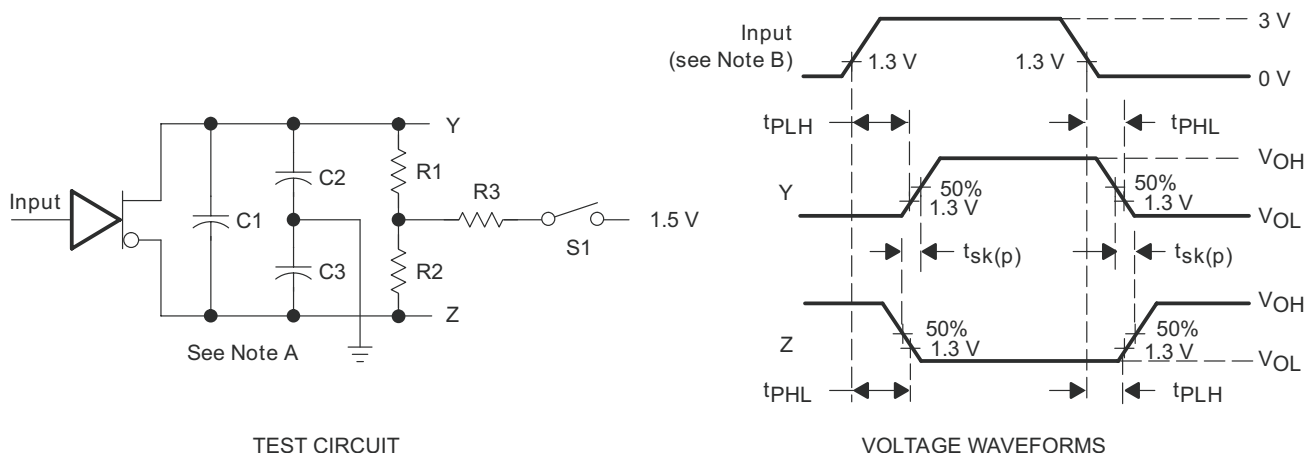 Input
C1
C2
C3
Y
R1
R2
Z
R3
S1
1.5 V
See Note A
TEST CIRCUIT
Input
(see Note B)
1.3 V
1.3 V
3 V
0 V
tPLH
tPHL
Y
50%
1.3 V
50%
1.3 V
VOH
VOL
tsk(p)
tsk(p)
Z
50%
1.3 V
50%
1.3 V
VOH
VOL
tPHL
tPLH
VOLTAGE WAVEFORMS